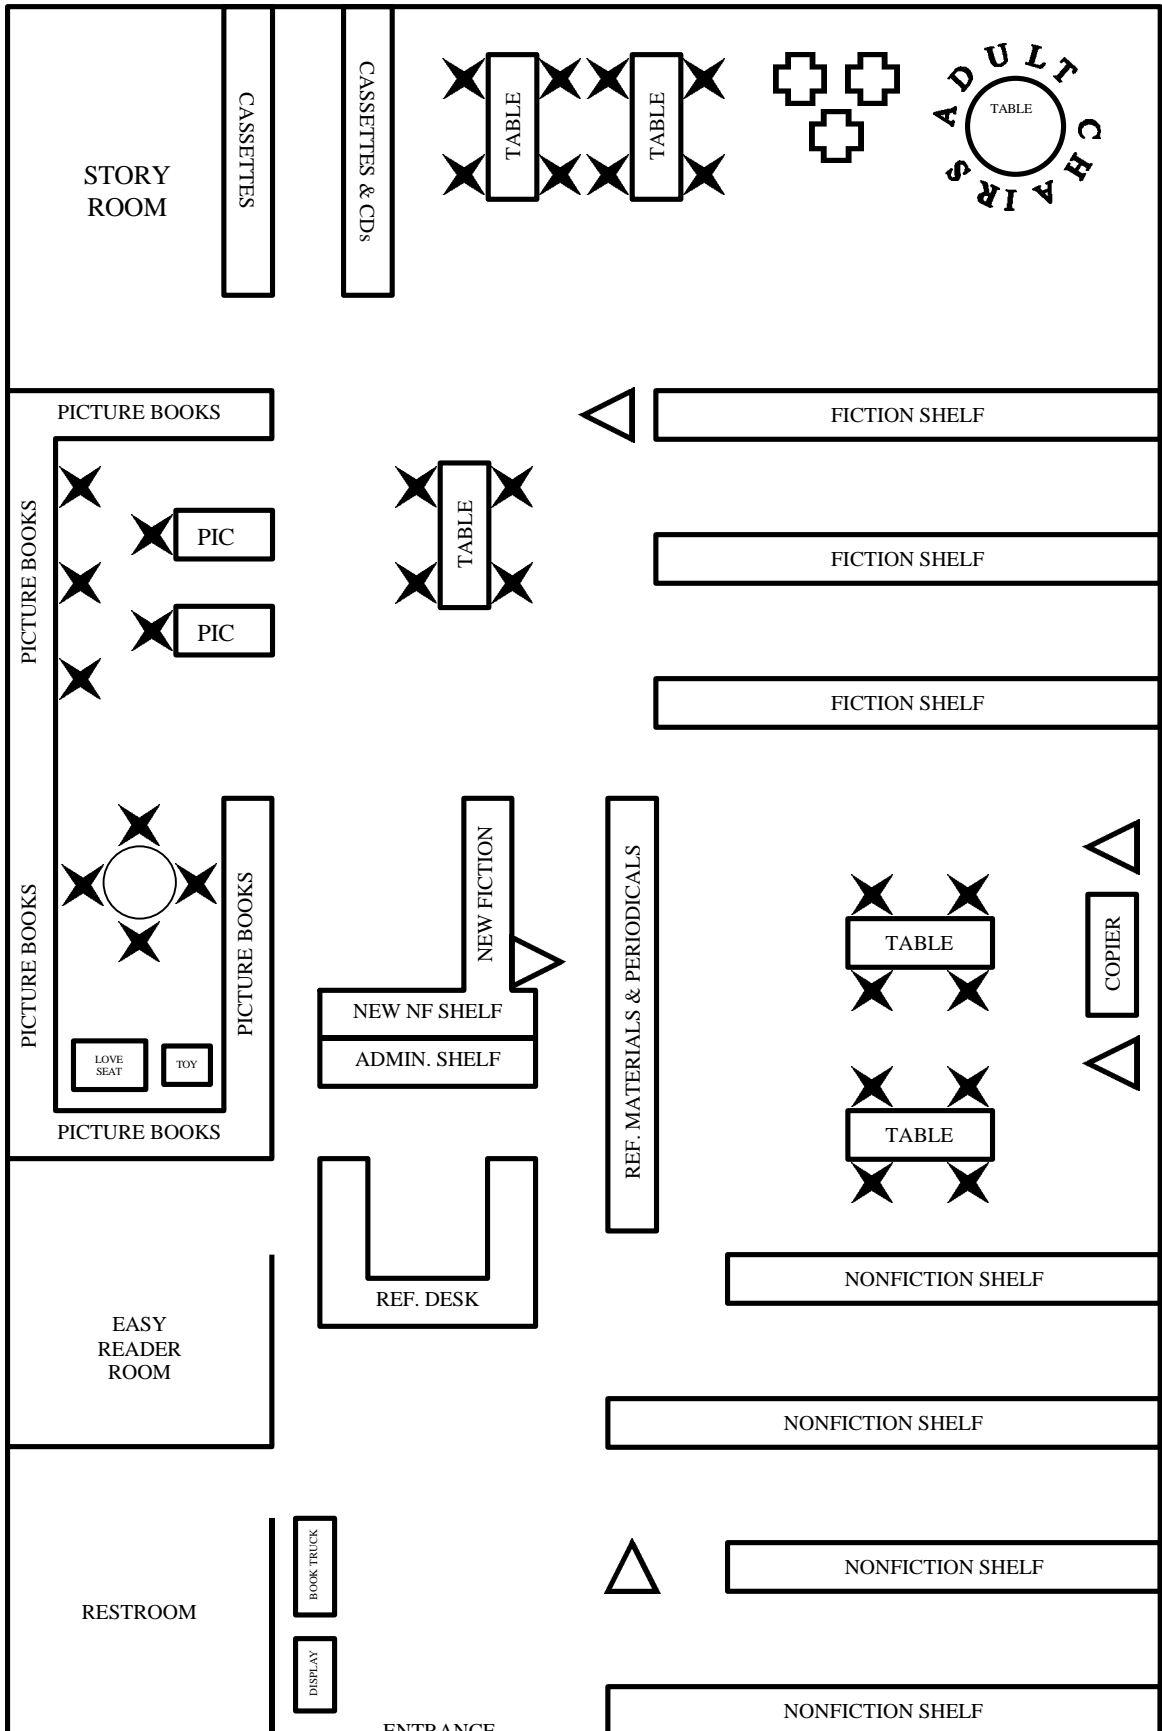 CASSETTES
CASSETTES & CDs
TABLE
TABLE
ADULT CHAIRS
TABLE
STORY
ROOM
PICTURE BOOKS
FICTION SHELF
PICTURE BOOKS
PIC
TABLE
FICTION SHELF
PIC
FICTION SHELF
PICTURE BOOKS
PICTURE BOOKS
NEW FICTION
REF. MATERIALS & PERIODICALS
TABLE
COPIER
NEW NF SHELF
ADMIN. SHELF
LOVE
SEAT
TOY
PICTURE BOOKS
TABLE
REF. DESK
NONFICTION SHELF
EASY
READER
ROOM
NONFICTION SHELF
BOOK TRUCK
NONFICTION SHELF
RESTROOM
DISPLAY
NONFICTION SHELF
ENTRANCE